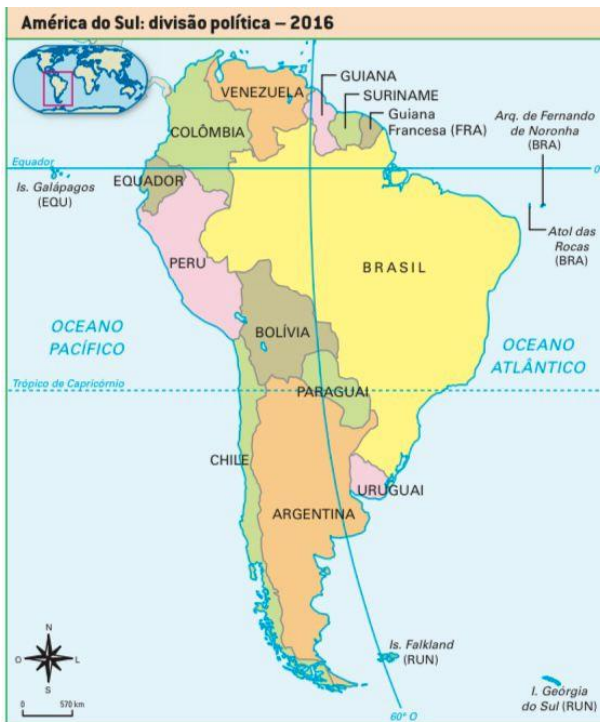 América do Sul: divisão política – 2016
GUIANA
VENEZUELA
SURINAME
Guiana
Francesa (FRA)
Arq. de Fernando
de Noronha
(BRA)
COLÔMBIA
Equador
0
Is. Galápagos
(EQU)
EQUADOR
Atol das
Rocas
(BRA)
PERU
BRASIL
OCEANO
PACÍFICO
BOLÍVIA
OCEANO
ATLÂNTICO
Trópico de Capricórnio
PARAGUAI
CHILE
URUGUAI
ARGENTINA
N
O
L
S
Is. Falkland
(RUN)
0 570 km
60° O
I. Geórgia
do Sul (RUN)